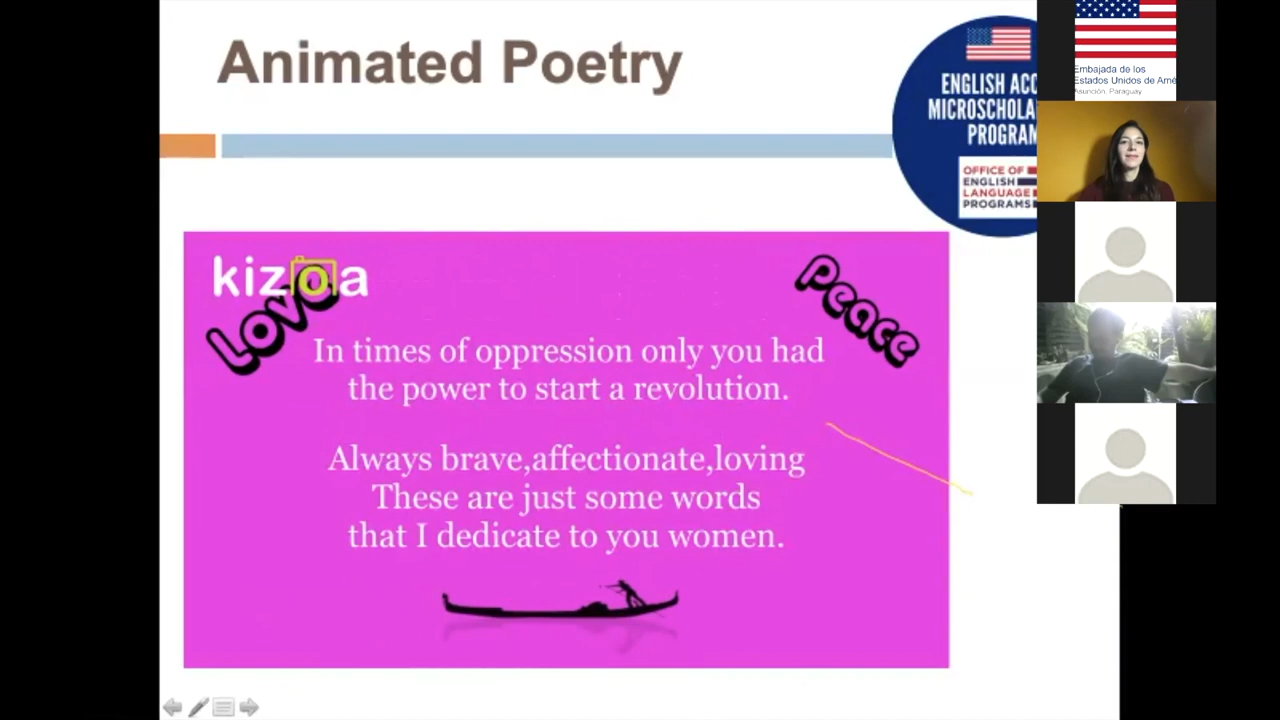 Animated Poetry
ENGLISH ACC
MICROSCHOLA
PROGRAM
OFFICE OF
ENGLISH
LANGUAGE
PROGRAMS
Embajada de los
Estados Unidos de Amé
Asunción, Paraguay
kizoa
Love
Peace
In times of oppression only you had
the power to start a revolution.
Always brave,affectionate,loving
These are just some words
that I dedicate to you women.